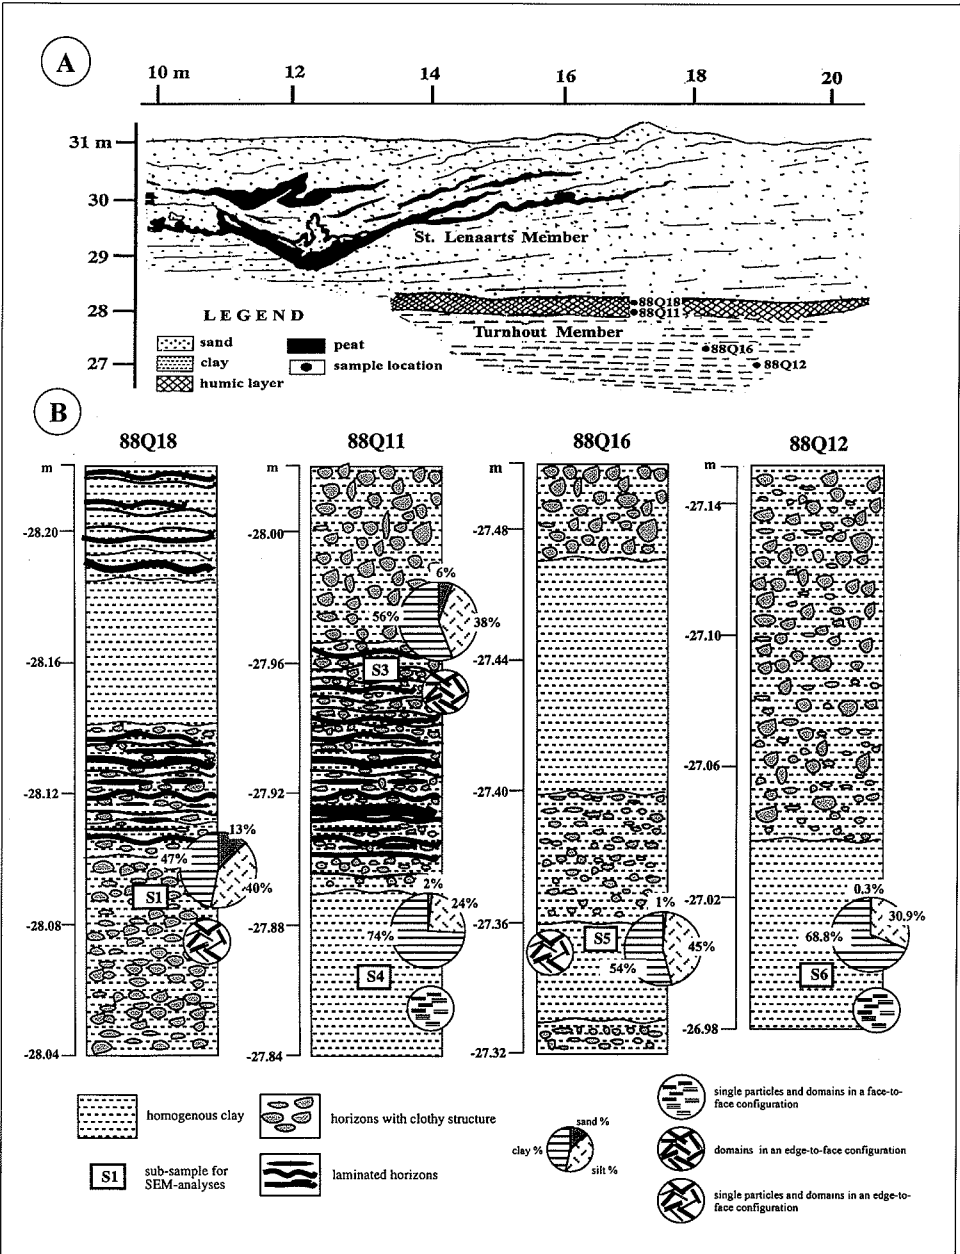 A
10 m 12 14 16 18 20
31 m
30
29
28
27
St. Lenaarts Member
88Q18
88Q11
Turnhout Member
88Q16
88Q12
LEGEND
sand
clay
humic layer
peat
sample location
B
88Q18 88Q11 88Q16 88Q12
m
-28.20
-28.16
-28.12
-28.08
-28.04
13%
47%
40%
S1
m
-28.00
-27.96
-27.92
-27.88
-27.84
6%
56%
38%
S3
2%
24%
74%
S4
m
-27.48
-27.44
-27.40
-27.36
-27.32
1%
S5
45%
54%
m
-27.14
-27.10
-27.06
-27.02
-26.98
0.3%
30.9%
68.8%
S6
homogenous clay
horizons with clothy structure
S1
sub-sample for
SEM-analyses
laminated horizons
sand %
clay %
silt %
single particles and domains in a face-to-
face configuration
domains in an edge-to-face configuration
single particles and domains in an edge-to-
face configuration